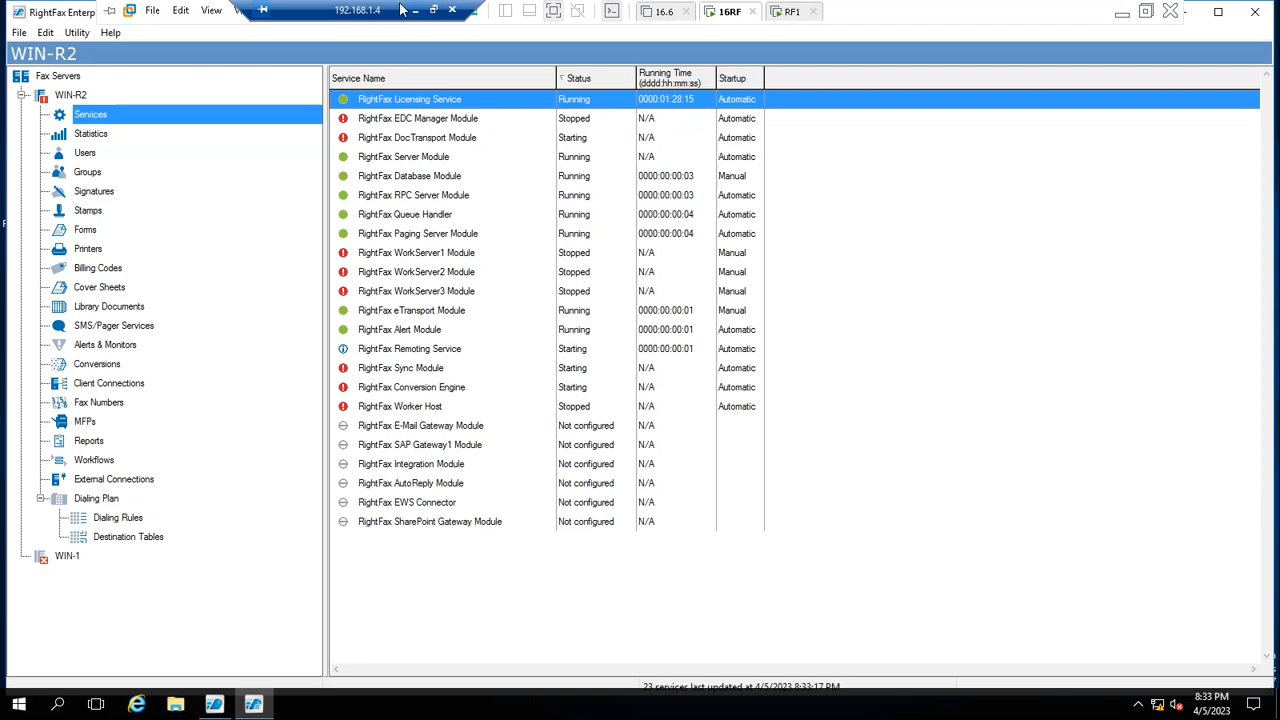 RightFax Enterp
File Edit View
192.168.1.4
16.6
16RF
RF1
File Edit Utility Help
WIN-R2
Fax Servers
WIN-R2
Services
Statistics
Users
Groups
Signatures
Stamps
Forms
Printers
Billing Codes
Cover Sheets
Library Documents
SMS/Pager Services
Alerts & Monitors
Conversions
Client Connections
Fax Numbers
MFPs
Reports
Workflows
External Connections
Dialing Plan
Dialing Rules
Destination Tables
WIN-1
Service Name Status Running Time (dddd:hh:mm:ss) Startup
RightFax Licensing Service Running 0000:01:28:15 Automatic
RightFax EDC Manager Module Stopped N/A Automatic
RightFax DocTransport Module Starting N/A Automatic
RightFax Server Module Running N/A Automatic
RightFax Database Module Running 0000:00:00:03 Manual
RightFax RPC Server Module Running 0000:00:00:03 Automatic
RightFax Queue Handler Running 0000:00:00:04 Automatic
RightFax Paging Server Module Running 0000:00:00:04 Automatic
RightFax WorkServer1 Module Stopped N/A Manual
RightFax WorkServer2 Module Stopped N/A Manual
RightFax WorkServer3 Module Stopped N/A Manual
RightFax eTransport Module Running 0000:00:00:01 Manual
RightFax Alert Module Running 0000:00:00:01 Automatic
RightFax Remoting Service Starting 0000:00:00:01 Automatic
RightFax Sync Module Starting N/A Automatic
RightFax Conversion Engine Starting N/A Automatic
RightFax Worker Host Stopped N/A Automatic
RightFax E-Mail Gateway Module Not configured N/A
RightFax SAP Gateway1 Module Not configured N/A
RightFax Integration Module Not configured N/A
RightFax AutoReply Module Not configured N/A
RightFax EWS Connector Not configured N/A
RightFax SharePoint Gateway Module Not configured N/A
23 services last updated at 4/5/2023 8:33:17 PM
8:33 PM
4/5/2023